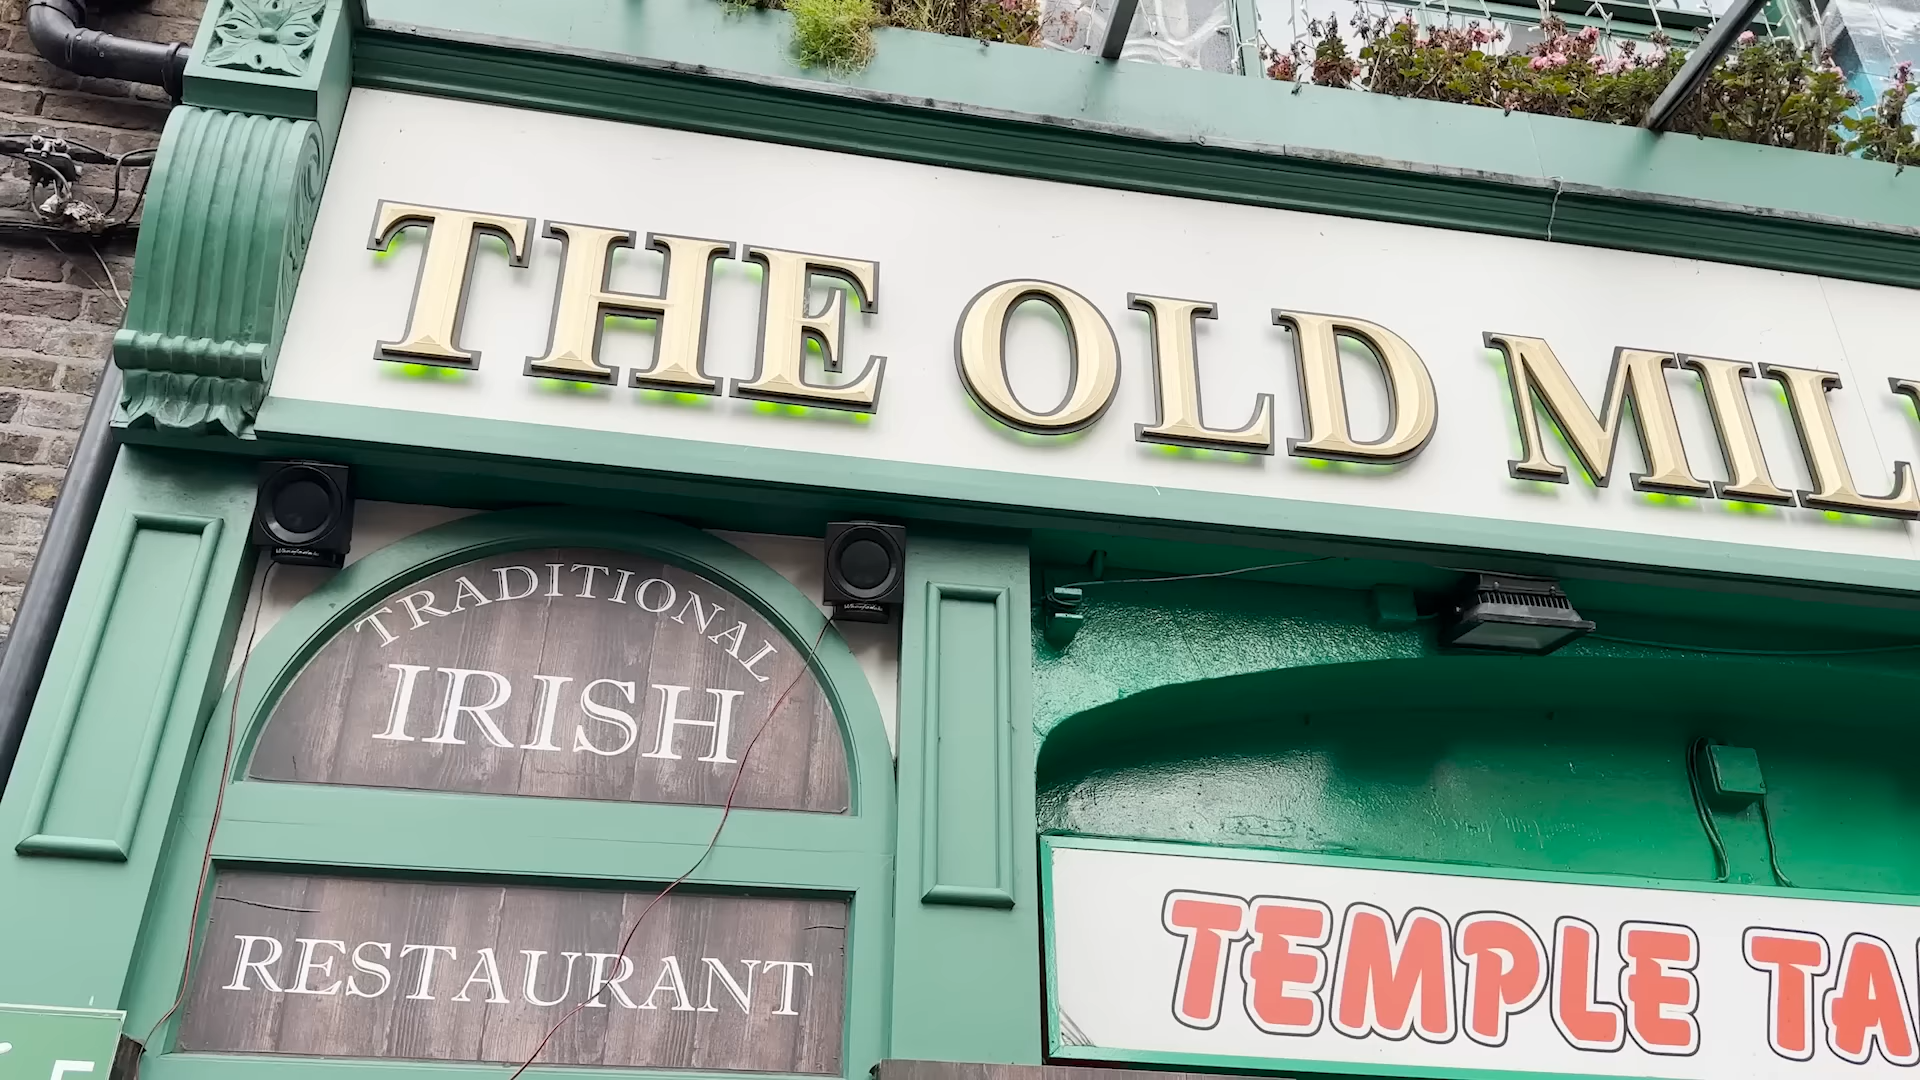 THE OLD MIL
TRADITIONAL
IRISH
RESTAURANT
TEMPLE TA